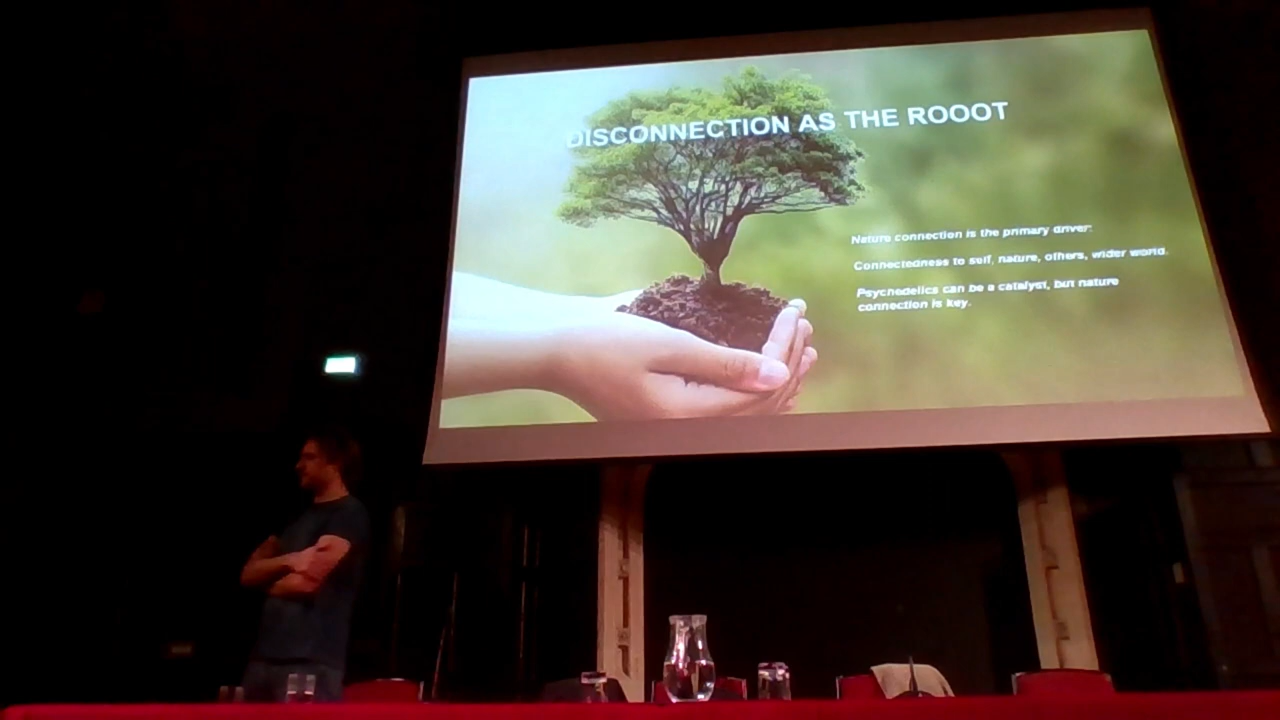 DISCONNECTION AS THE ROOOT
Nature connection is the primary driver:
Connectedness to self, nature, others, wider world.
Psychedelics can be a catalyst, but nature
connection is key.